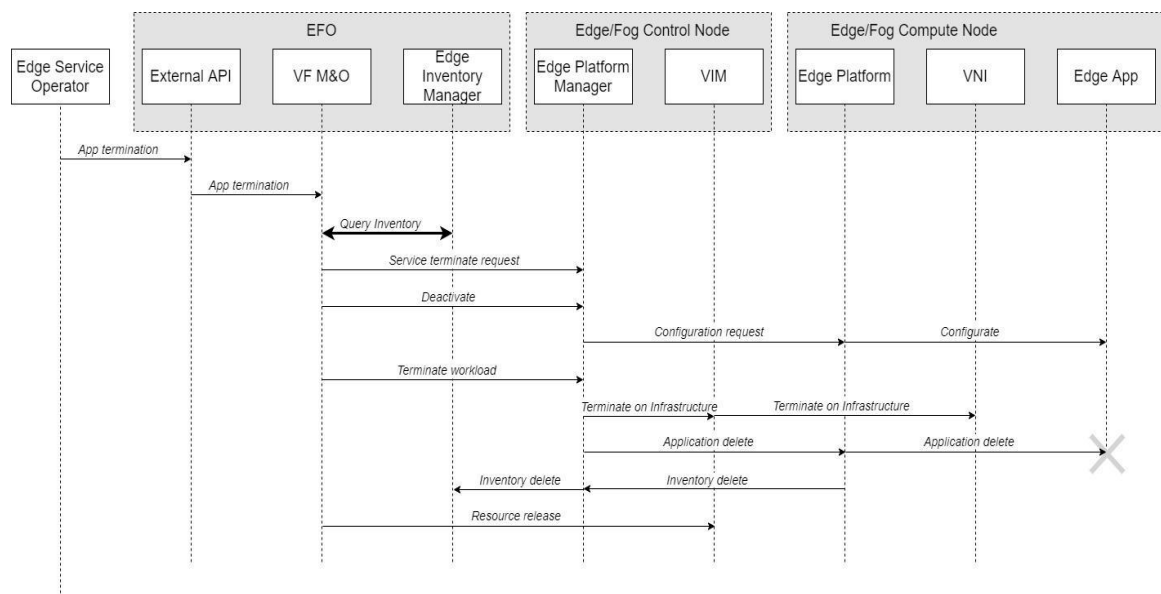 EFO
Edge/Fog Control Node
Edge/Fog Compute Node
Edge Service
Operator
External API
VF M&O
Edge
Inventory
Manager
Edge Platform
Manager
VIM
Edge Platform
VNI
Edge App
App termination
App termination
Query Inventory
Service terminate request
Deactivate
Configuration request
Configurate
Terminate workload
Terminate on Infrastructure
Terminate on Infrastructure
Application delete
Application delete
Inventory delete
Inventory delete
Resource release